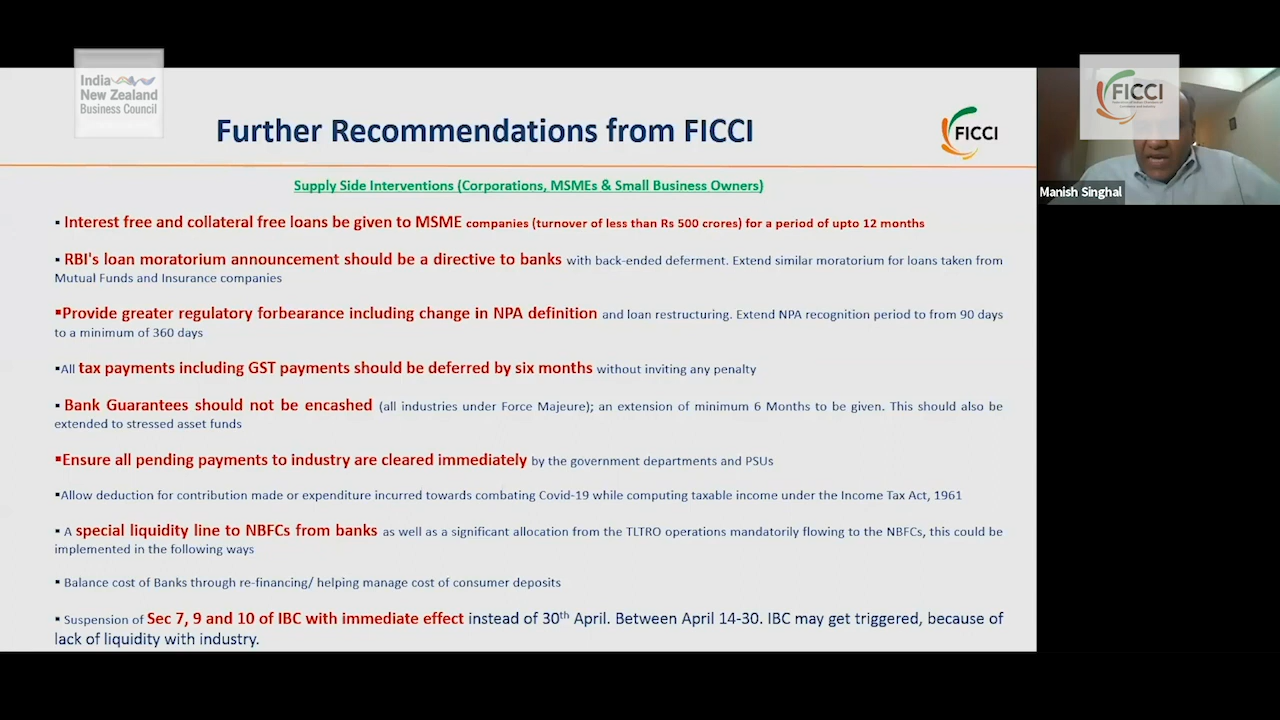 India
New Zealand
Business Council
Further Recommendations from FICCI
FICCI
FICCI
Manish Singhal
Supply Side Interventions (Corporations, MSMEs & Small Business Owners)
▪ Interest free and collateral free loans be given to MSME companies (turnover of less than Rs 500 crores) for a period of upto 12 months
▪ RBI's loan moratorium announcement should be a directive to banks with back-ended deferment. Extend similar moratorium for loans taken from
Mutual Funds and Insurance companies
▪Provide greater regulatory forbearance including change in NPA definition and loan restructuring. Extend NPA recognition period to from 90 days
to a minimum of 360 days
▪All tax payments including GST payments should be deferred by six months without inviting any penalty
▪ Bank Guarantees should not be encashed (all industries under Force Majeure); an extension of minimum 6 Months to be given. This should also be
extended to stressed asset funds
▪Ensure all pending payments to industry are cleared immediately by the government departments and PSUs
▪Allow deduction for contribution made or expenditure incurred towards combating Covid-19 while computing taxable income under the Income Tax Act, 1961
▪ A special liquidity line to NBFCs from banks as well as a significant allocation from the TLTRO operations mandatorily flowing to the NBFCs, this could be
implemented in the following ways
▪ Balance cost of Banks through re-financing/ helping manage cost of consumer deposits
▪ Suspension of Sec 7, 9 and 10 of IBC with immediate effect instead of 30th April. Between April 14-30. IBC may get triggered, because of
lack of liquidity with industry.